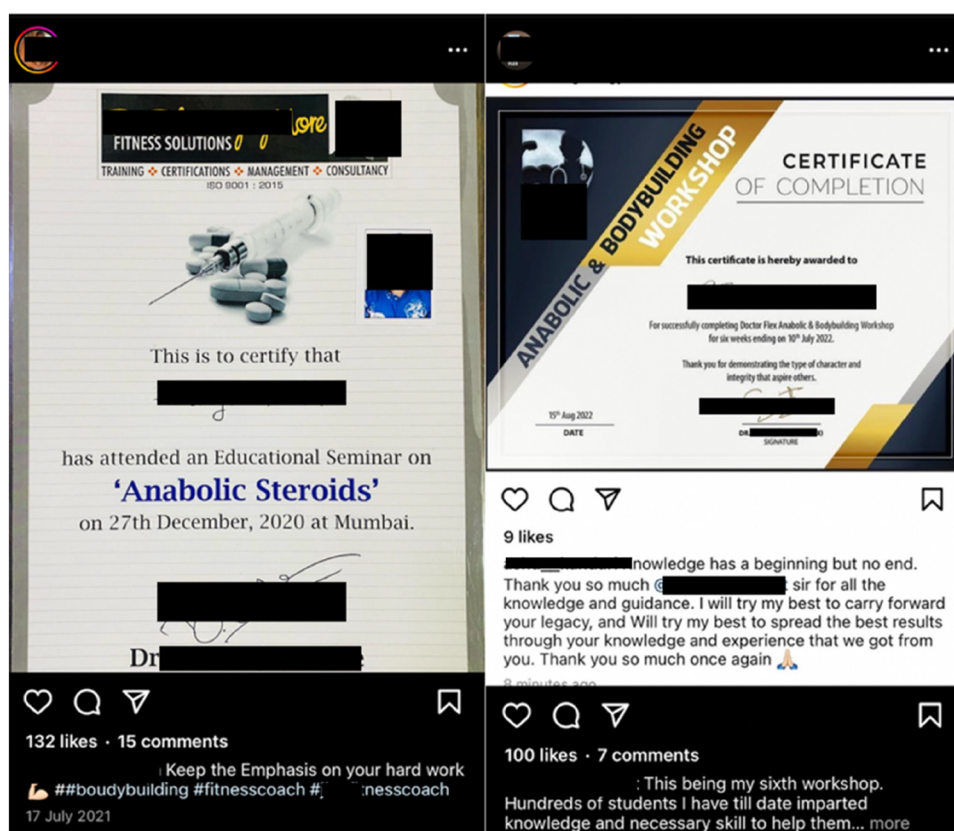 lore
FITNESS SOLUTIONS
TRAINING ❖ CERTIFICATIONS ❖ MANAGEMENT ❖ CONSULTANCY
ISO 9001 : 2015
This is to certify that
has attended an Educational Seminar on
‘Anabolic Steroids’
on 27th December, 2020 at Mumbai.
Dr
132 likes · 15 comments
Keep the Emphasis on your hard work
💪 ##boudybuilding #fitnesscoach # :nesscoach
17 July 2021
ANABOLIC & BODYBUILDING
WORKSHOP
CERTIFICATE
OF COMPLETION
This certificate is hereby awarded to
For successfully completing Doctor Flex Anabolic & Bodybuilding Workshop
for six weeks ending on 10th July 2022.
Thank you for demonstrating the type of character and
integrity that aspire others.
15th Aug 2022
DATE
DR.
SIGNATURE
9 likes
nowledge has a beginning but no end.
Thank you so much @ sir for all the
knowledge and guidance. I will try my best to carry forward
your legacy, and Will try my best to spread the best results
through your knowledge and experience that we got from
you. Thank you so much once again 🙏
8 minutes ago
100 likes · 7 comments
: This being my sixth workshop.
Hundreds of students I have till date imparted
knowledge and necessary skill to help them... more